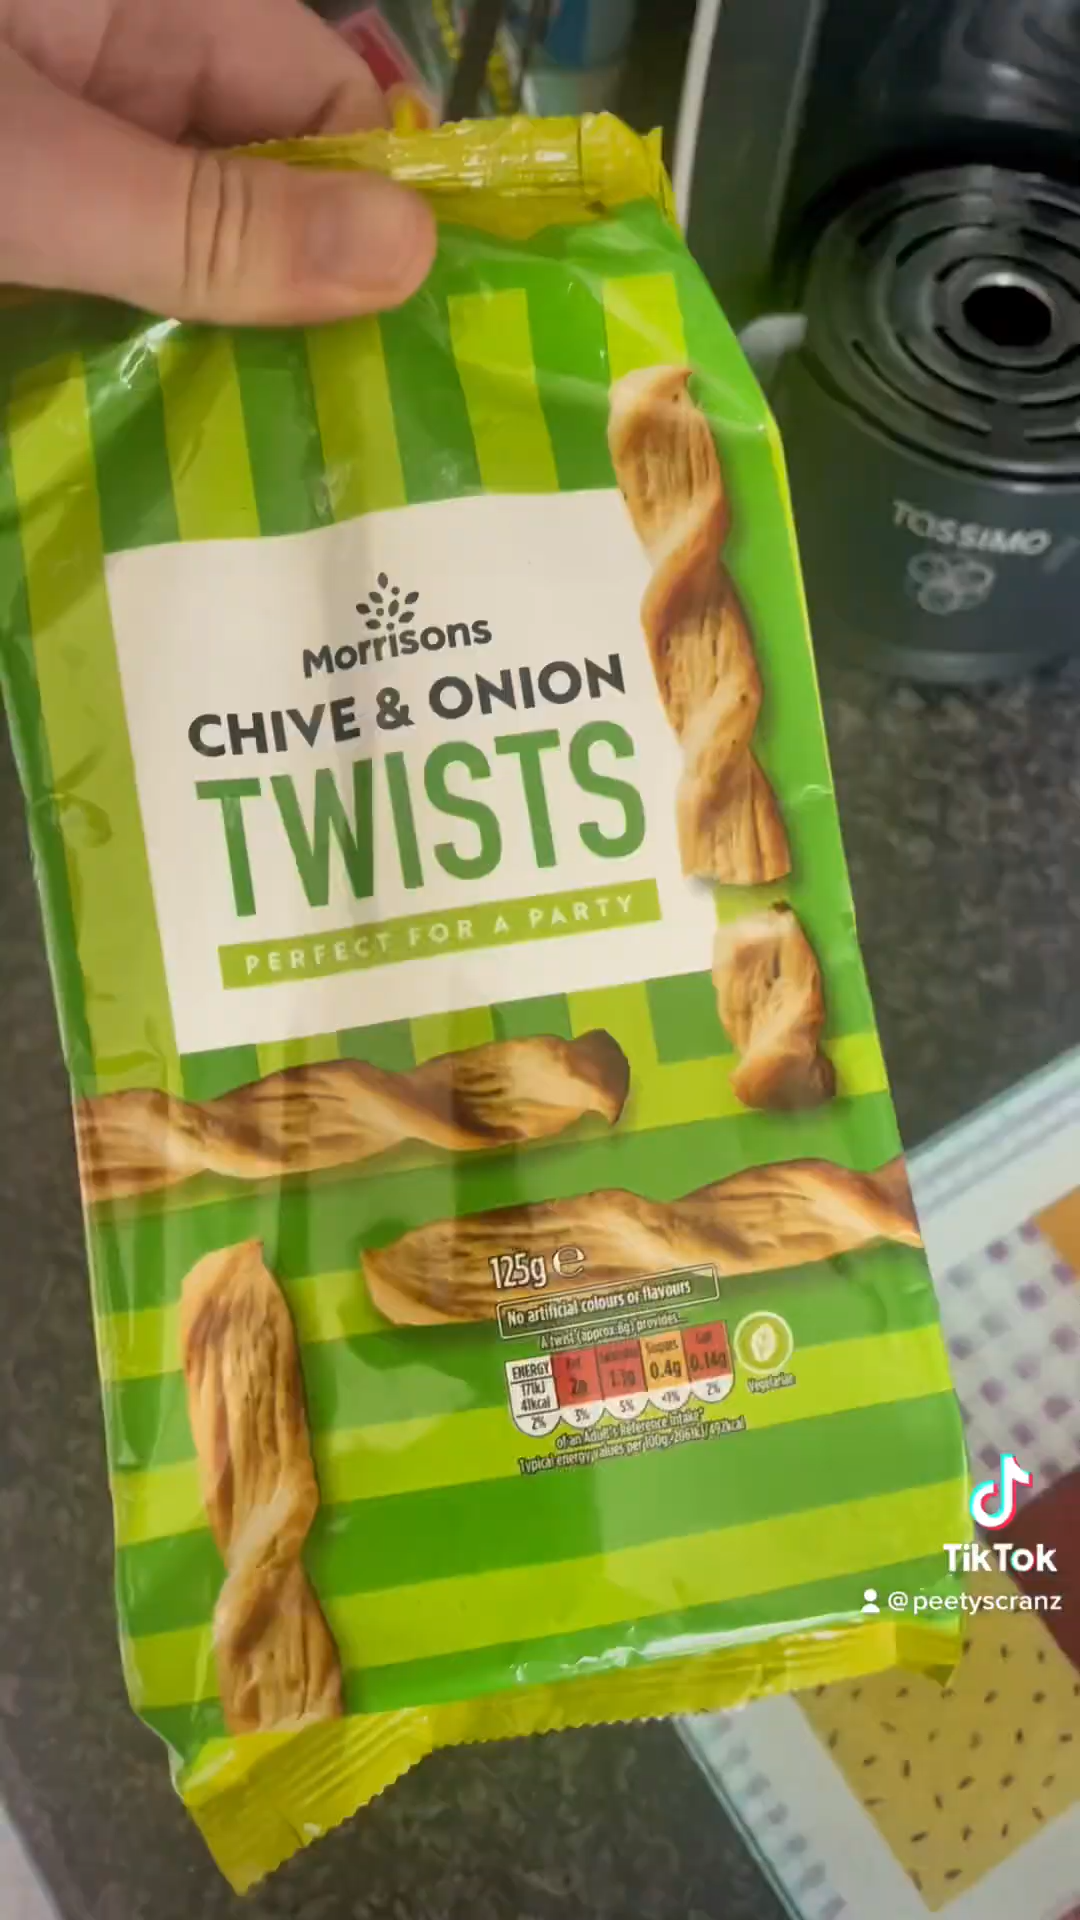 TOSSIMO
Morrisons
CHIVE & ONION
TWISTS
PERFECT FOR A PARTY
125g ℮
No artificial colours or flavours
A twist (approx 8g) provides
ENERGY
171kJ
41kcal
2%
Fat
2g
3%
Saturates
1.1g
5%
Sugars
0.4g
<1%
Salt
0.14g
2%
Vegetarian
of an Adult's Reference Intake*
Typical energy values per 100g: 2061kJ/492kcal
TikTok
@peetyscranz